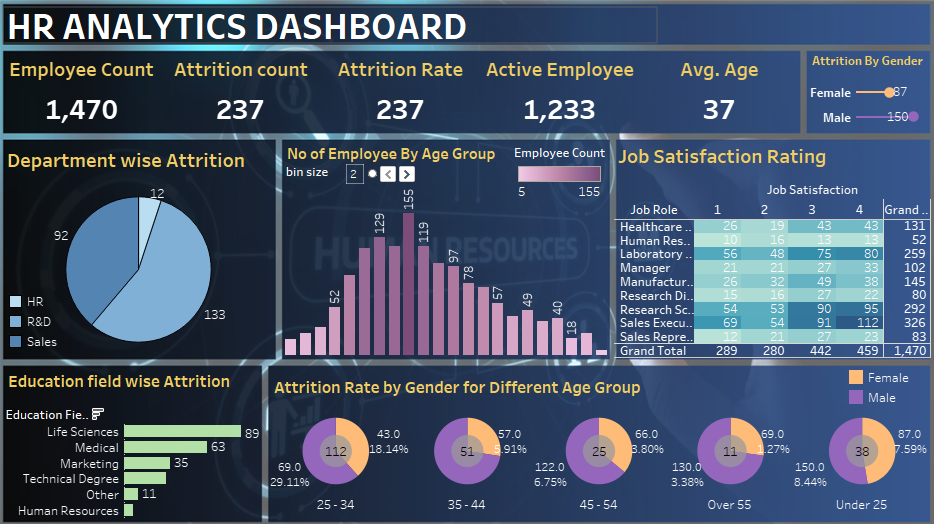 HR ANALYTICS DASHBOARD
Employee Count Attrition count Attrition Rate Active Employee Avg. Age
1,470 237 237 1,233 37
Attrition By Gender
Female 87
Male 150
Department wise Attrition
12
92
133
HR
R&D
Sales
No of Employee By Age Group
bin size 2
Employee Count
5 155
52
129
155
119
97
78
57
49
40
18
HUMAN RESOURCES
Job Satisfaction Rating
Job Satisfaction
Job Role 1 2 3 4 Grand ..
Healthcare .. 26 19 43 43 131
Human Res.. 10 16 13 13 52
Laboratory .. 56 48 75 80 259
Manager 21 21 27 33 102
Manufactur.. 26 32 49 38 145
Research Di.. 15 16 27 22 80
Research Sc.. 54 53 90 95 292
Sales Execu.. 69 54 91 112 326
Sales Repre.. 12 21 27 23 83
Grand Total 289 280 442 459 1,470
Education field wise Attrition
Education Fie..
Life Sciences 89
Medical 63
Marketing 35
Technical Degree
Other 11
Human Resources
Attrition Rate by Gender for Different Age Group
Female
Male
112
43.0
18.14%
69.0
29.11%
25 - 34
51
57.0
5.91%
35 - 44
25
66.0
3.80%
122.0
6.75%
45 - 54
11
69.0
1.27%
130.0
3.38%
Over 55
38
87.0
7.59%
150.0
8.44%
Under 25